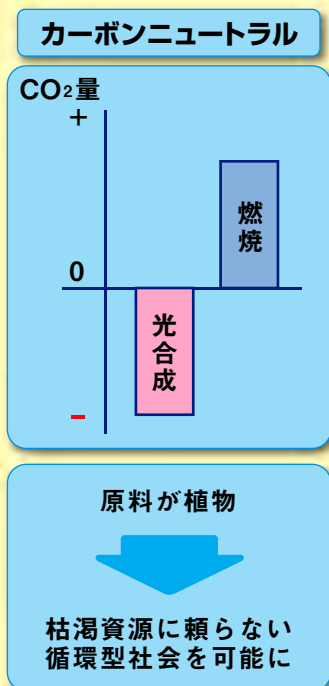 カーボンニュートラル
CO2量
+
燃焼
0
光合成
-
原料が植物
枯渇資源に頼らない
循環型社会を可能に